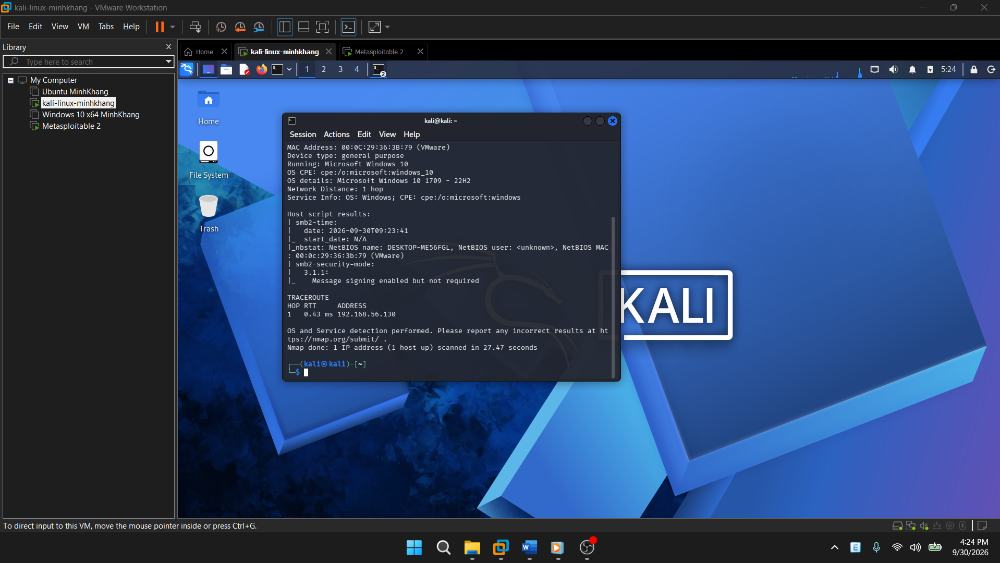 kali-linux-minhkhang - VMware Workstation
File Edit View VM Tabs Help
Library
Type here to search
My Computer
Ubuntu MinhKhang
kali-linux-minhkhang
Windows 10 x64 MinhKhang
Metasploitable 2
Home
kali-linux-minhkhang
Metasploitable 2
1 2 3 4
2
5:24
Home
File System
Trash
kali@kali: ~
Session Actions Edit View Help
MAC Address: 00:0C:29:36:3B:79 (VMware)
Device type: general purpose
Running: Microsoft Windows 10
OS CPE: cpe:/o:microsoft:windows_10
OS details: Microsoft Windows 10 1709 - 22H2
Network Distance: 1 hop
Service Info: OS: Windows; CPE: cpe:/o:microsoft:windows
Host script results:
| smb2-time:
|   date: 2026-09-30T09:23:41
|_  start_date: N/A
|_nbstat: NetBIOS name: DESKTOP-ME56FGL, NetBIOS user: <unknown>, NetBIOS MAC
: 00:0c:29:36:3b:79 (VMware)
| smb2-security-mode:
|   3.1.1:
|_    Message signing enabled but not required
TRACEROUTE
HOP RTT     ADDRESS
1   0.43 ms 192.168.56.130
OS and Service detection performed. Please report any incorrect results at ht
tps://nmap.org/submit/ .
Nmap done: 1 IP address (1 host up) scanned in 27.47 seconds
┌──(kali㉿kali)-[~]
└─$
KALI
To direct input to this VM, move the mouse pointer inside or press Ctrl+G.
W
E
4:24 PM
9/30/2026